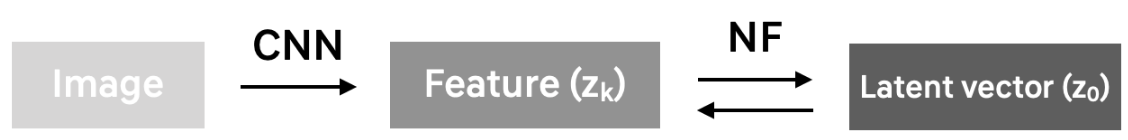 Image
CNN
Feature (zₖ)
NF
Latent vector (z₀)